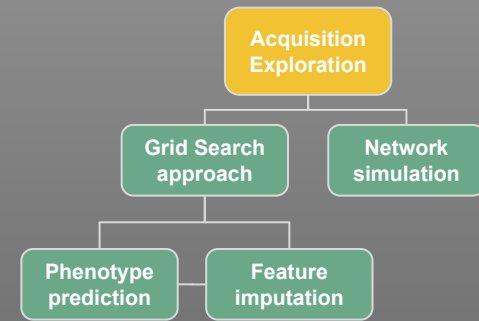 Acquisition
Exploration
Grid Search
approach
Network
simulation
Phenotype
prediction
Feature
imputation